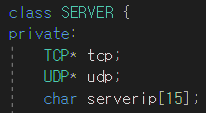 class SERVER {
private:
TCP* tcp;
UDP* udp;
char serverip[15];